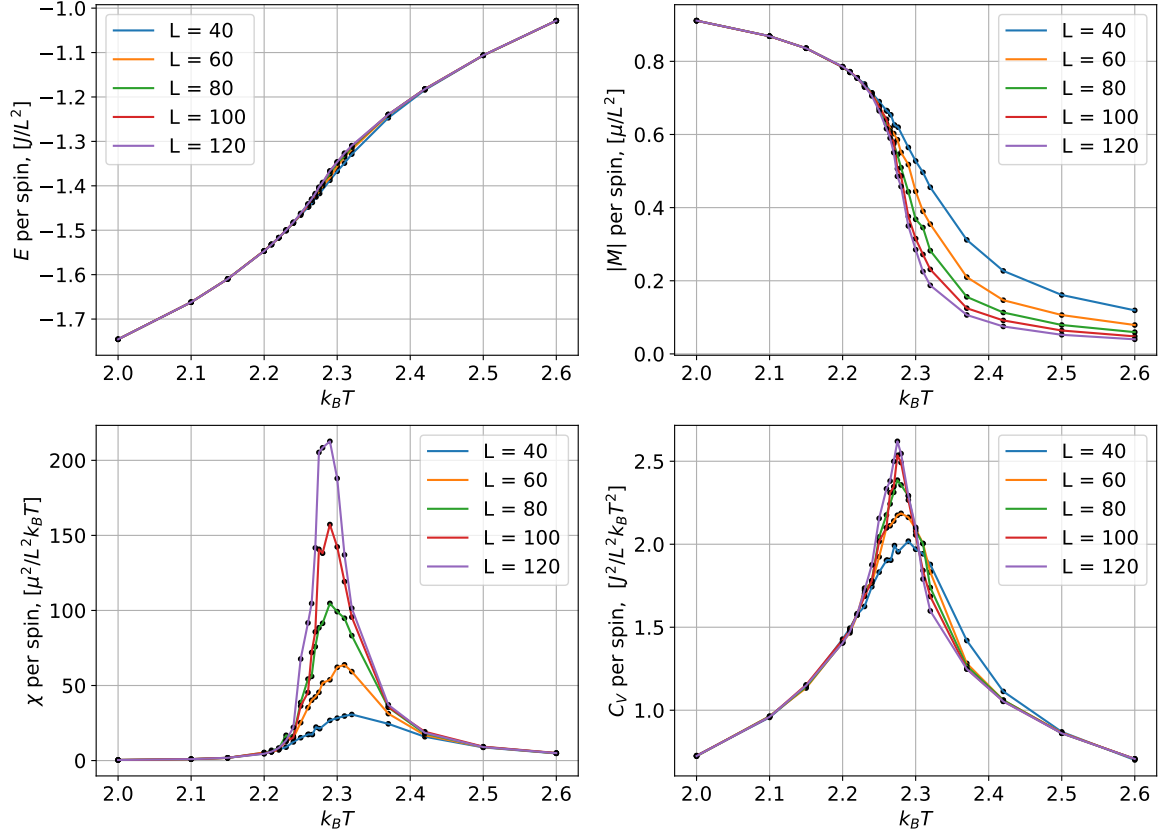 E per spin, [J/L²]
−1.0
−1.1
−1.2
−1.3
−1.4
−1.5
−1.6
−1.7
L = 40
L = 60
L = 80
L = 100
L = 120
2.0 2.1 2.2 2.3 2.4 2.5 2.6
k_BT
|M| per spin, [μ/L²]
0.8
0.6
0.4
0.2
0.0
L = 40
L = 60
L = 80
L = 100
L = 120
2.0 2.1 2.2 2.3 2.4 2.5 2.6
k_BT
χ per spin, [μ²/L²k_BT]
200
150
100
50
0
L = 40
L = 60
L = 80
L = 100
L = 120
2.0 2.1 2.2 2.3 2.4 2.5 2.6
k_BT
C_V per spin, [J²/L²k_BT²]
2.5
2.0
1.5
1.0
L = 40
L = 60
L = 80
L = 100
L = 120
2.0 2.1 2.2 2.3 2.4 2.5 2.6
k_BT